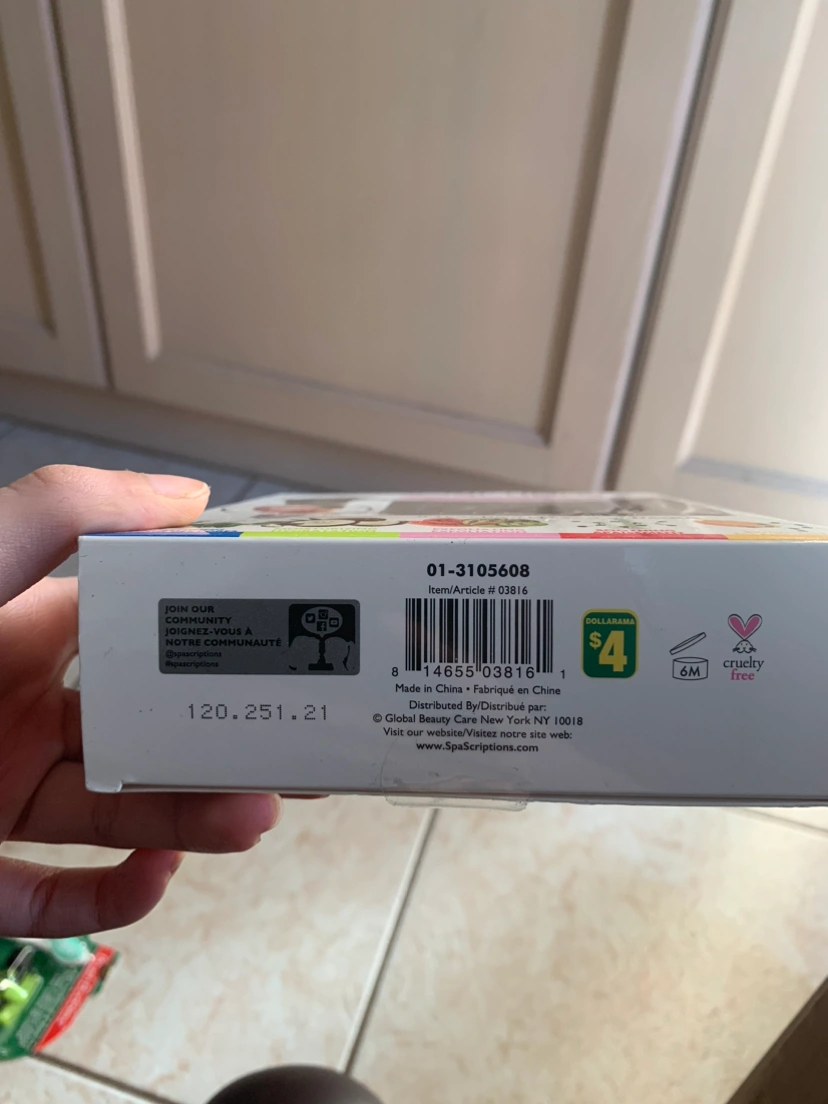 01-3105608
Item/Article # 03816
JOIN OUR
COMMUNITY
JOIGNEZ-VOUS À
NOTRE COMMUNAUTÉ
@spascriptions
#spascriptions
8 14655 03816 1
DOLLARAMA
$4
6M
cruelty
free
120.251.21
Made in China • Fabriqué en Chine
Distributed By/Distribué par:
© Global Beauty Care New York NY 10018
Visit our website/Visitez notre site web:
www.SpaScriptions.com